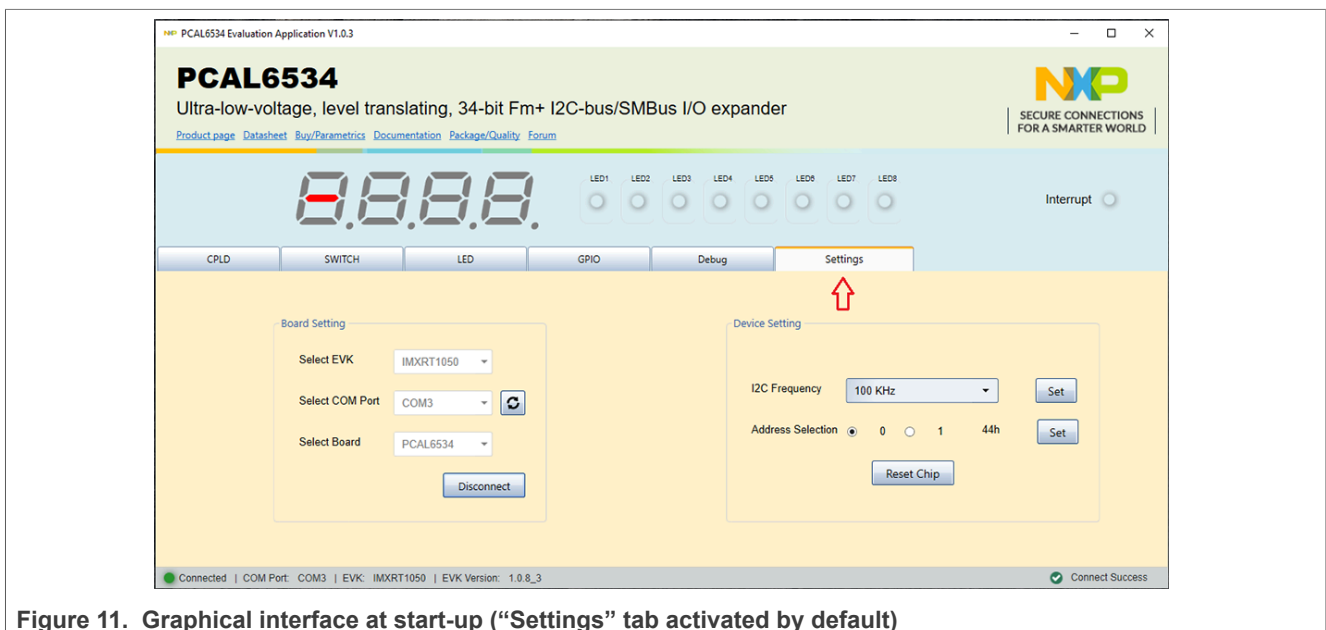 PCAL6534 Evaluation Application V1.0.3
PCAL6534
Ultra-low-voltage, level translating, 34-bit Fm+ I2C-bus/SMBus I/O expander
Product page Datasheet Buy/Parametrics Documentation Package/Quality Forum
NXP
SECURE CONNECTIONS
FOR A SMARTER WORLD
LED1 LED2 LED3 LED4 LED5 LED6 LED7 LED8
Interrupt
CPLD SWITCH LED GPIO Debug Settings
Board Setting
Select EVK IMXRT1050
Select COM Port COM3
Select Board PCAL6534
Disconnect
Device Setting
I2C Frequency 100 KHz Set
Address Selection 0 1 44h Set
Reset Chip
Connected | COM Port: COM3 | EVK: IMXRT1050 | EVK Version: 1.0.8_3
Connect Success
Figure 11. Graphical interface at start-up (“Settings” tab activated by default)